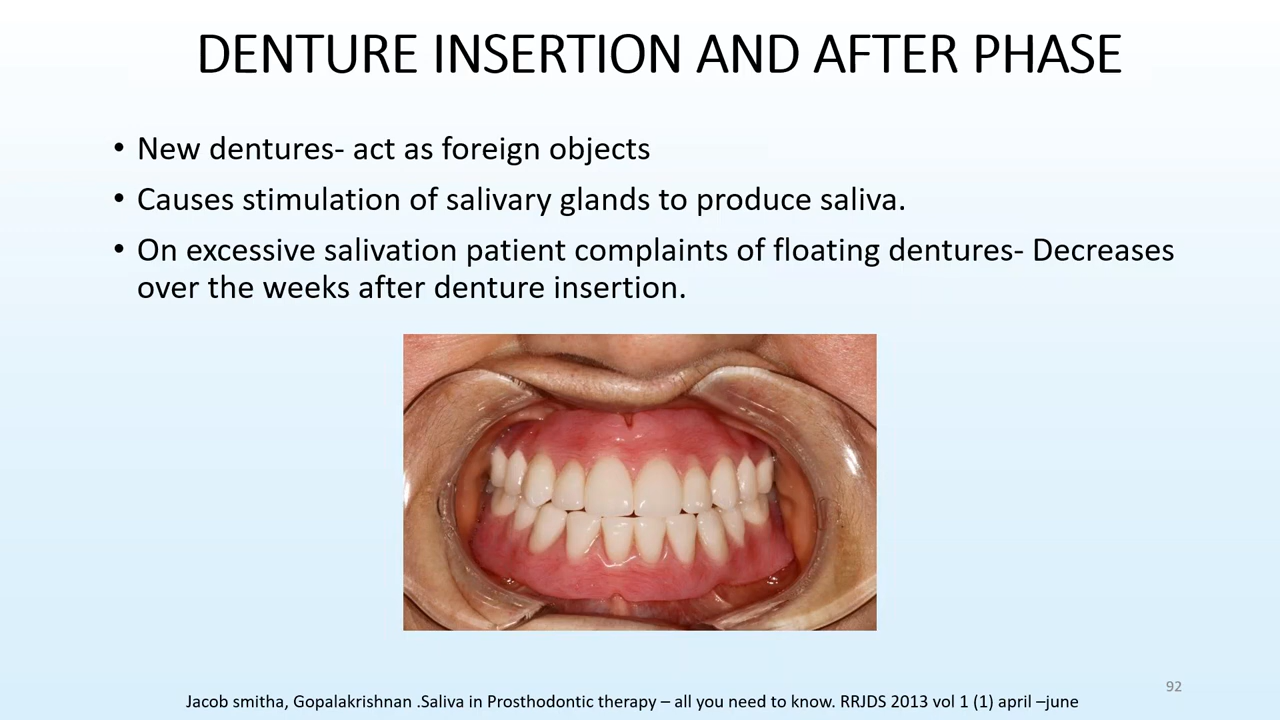 DENTURE INSERTION AND AFTER PHASE
• New dentures- act as foreign objects
• Causes stimulation of salivary glands to produce saliva.
• On excessive salivation patient complaints of floating dentures- Decreases
over the weeks after denture insertion.
92
Jacob smitha, Gopalakrishnan .Saliva in Prosthodontic therapy – all you need to know. RRJDS 2013 vol 1 (1) april –june